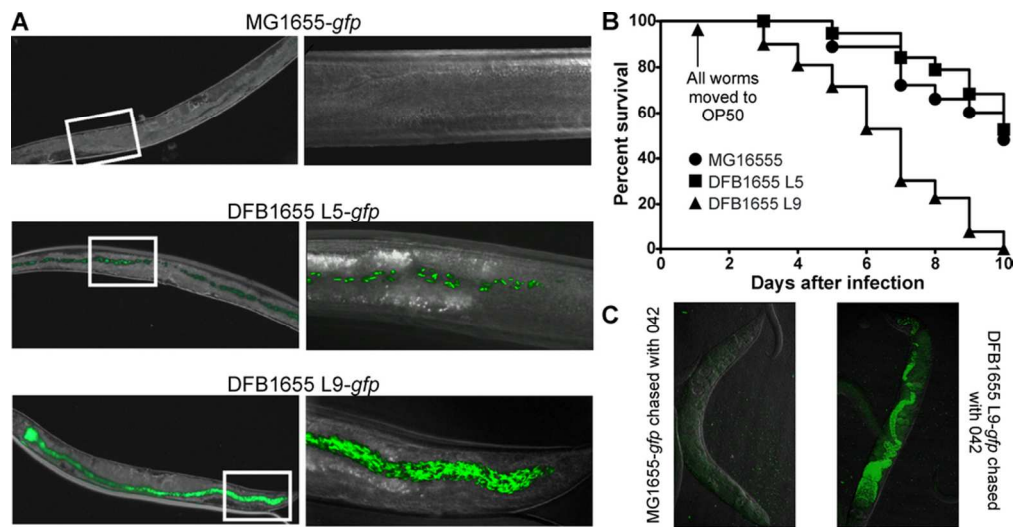 A
MG1655-gfp
DFB1655 L5-gfp
DFB1655 L9-gfp
B
Percent survival
100
80
60
40
20
0
All worms
moved to
OP50
MG16555
DFB1655 L5
DFB1655 L9
0
2
4
6
8
10
Days after infection
C
MG1655-gfp chased with 042
DFB1655 L9-gfp chased
with 042